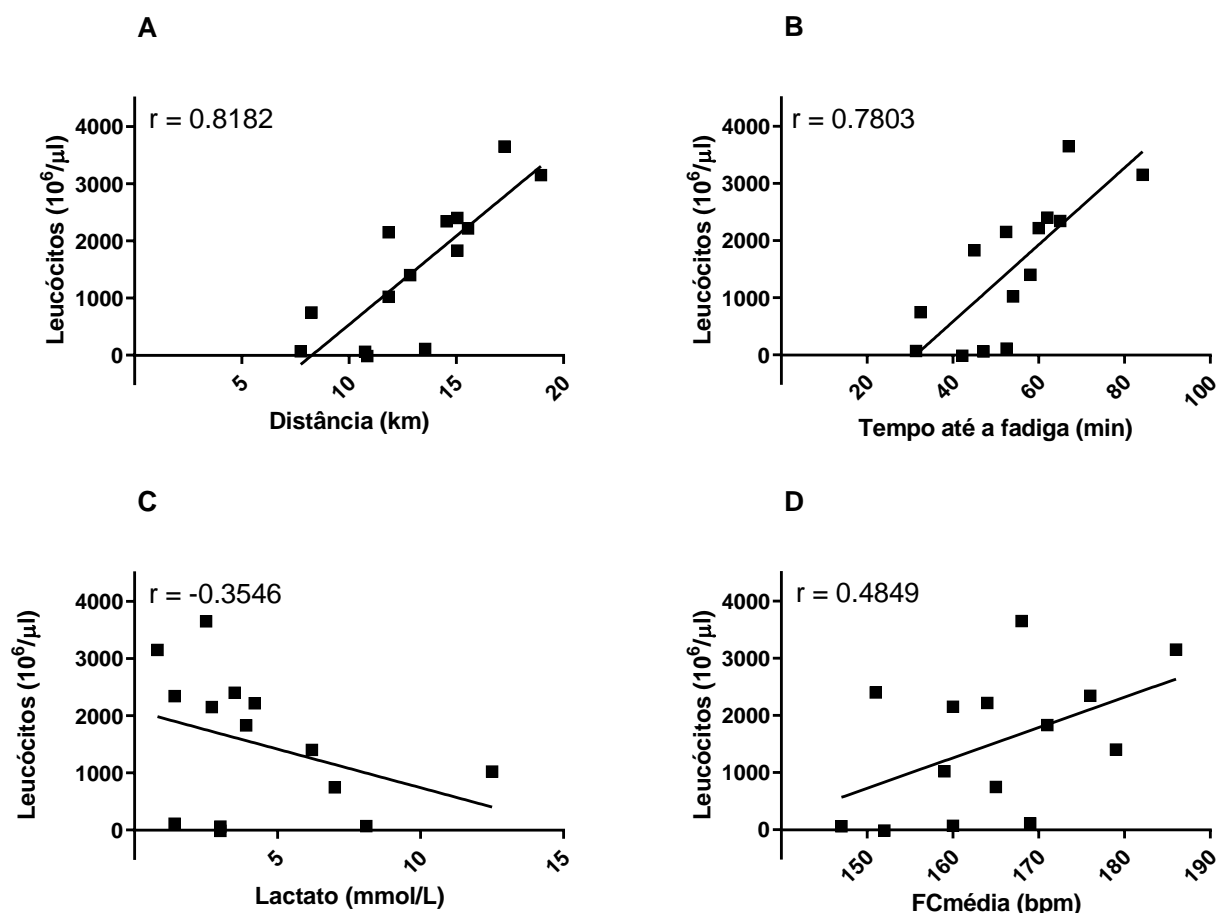 A
r = 0.8182
Leucócitos (10⁶/µl)
4000
3000
2000
1000
0
5
10
15
20
Distância (km)
B
r = 0.7803
Leucócitos (10⁶/µl)
4000
3000
2000
1000
0
20
40
60
80
100
Tempo até a fadiga (min)
C
r = -0.3546
Leucócitos (10⁶/µl)
4000
3000
2000
1000
0
5
10
15
Lactato (mmol/L)
D
r = 0.4849
Leucócitos (10⁶/µl)
4000
3000
2000
1000
0
150
160
170
180
190
FCmédia (bpm)